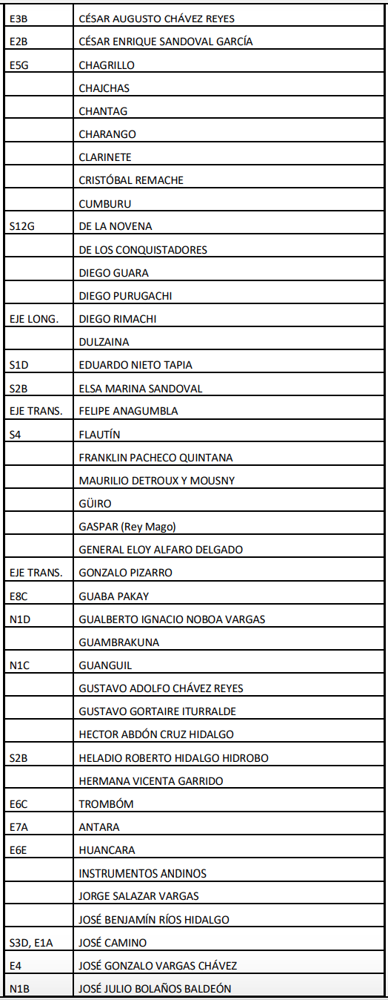 E3B CÉSAR AUGUSTO CHÁVEZ REYES
E2B CÉSAR ENRIQUE SANDOVAL GARCÍA
E5G CHAGRILLO
CHAJCHAS
CHANTAG
CHARANGO
CLARINETE
CRISTÓBAL REMACHE
CUMBURU
S12G DE LA NOVENA
DE LOS CONQUISTADORES
DIEGO GUARA
DIEGO PURUGACHI
EJE LONG. DIEGO RIMACHI
DULZAINA
S1D EDUARDO NIETO TAPIA
S2B ELSA MARINA SANDOVAL
EJE TRANS. FELIPE ANAGUMBLA
S4 FLAUTÍN
FRANKLIN PACHECO QUINTANA
MAURILIO DETROUX Y MOUSNY
GÜIRO
GASPAR (Rey Mago)
GENERAL ELOY ALFARO DELGADO
EJE TRANS. GONZALO PIZARRO
E8C GUABA PAKAY
N1D GUALBERTO IGNACIO NOBOA VARGAS
GUAMBRAKUNA
N1C GUANGUIL
GUSTAVO ADOLFO CHÁVEZ REYES
GUSTAVO GORTAIRE ITURRALDE
HECTOR ABDÓN CRUZ HIDALGO
S2B HELADIO ROBERTO HIDALGO HIDROBO
HERMANA VICENTA GARRIDO
E6C TROMBÓM
E7A ANTARA
E6E HUANCARA
INSTRUMENTOS ANDINOS
JORGE SALAZAR VARGAS
JOSÉ BENJAMÍN RÍOS HIDALGO
S3D, E1A JOSÉ CAMINO
E4 JOSÉ GONZALO VARGAS CHÁVEZ
N1B JOSÉ JULIO BOLAÑOS BALDEÓN